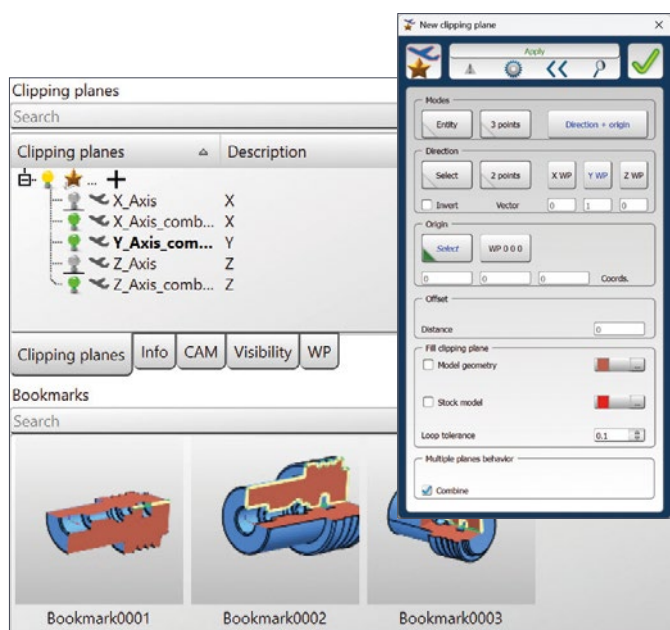 Clipping planes
Search
Clipping planes Description
... +
X_Axis X
X_Axis_comb... X
Y_Axis_com... Y
Z_Axis Z
Z_Axis_comb... Z
Clipping planes Info CAM Visibility WP
Bookmarks
Search
Bookmark0001 Bookmark0002 Bookmark0003
New clipping plane
Apply
Modes
Entity 3 points Direction + origin
Direction
Select 2 points X WP Y WP Z WP
Invert Vector 0 1 0
Origin
Select WP 0 0 0
0 0 0 Coords.
Offset
Distance 0
Fill clipping plane
Model geometry ...
Stock model ...
Loop tolerance 0.1
Multiple planes behavior
Combine